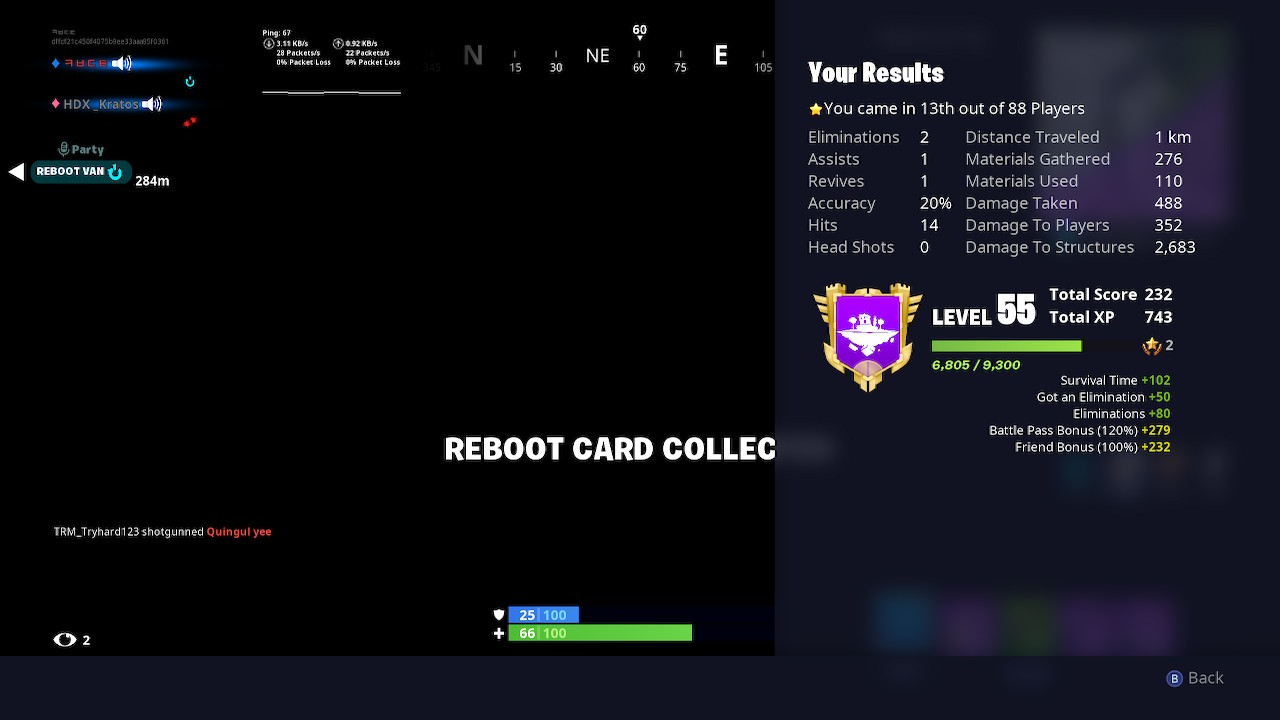 ㅋㅂㄷㄷ
Ping: 67
3.11 KB/s 0.92 KB/s
28 Packets/s 22 Packets/s
0% Packet Loss 0% Packet Loss
60
345 N 15 30 NE 60 75 E 105
HDX_Kratos
Party
REBOOT VAN
284m
REBOOT CARD COLLEC
TRM_Tryhard123 shotgunned Quingul yee
2
25 100
66 100
Your Results
You came in 13th out of 88 Players
Eliminations 2 Distance Traveled 1 km
Assists 1 Materials Gathered 276
Revives 1 Materials Used 110
Accuracy 20% Damage Taken 488
Hits 14 Damage To Players 352
Head Shots 0 Damage To Structures 2,683
LEVEL 55
Total Score 232
Total XP 743
2
6,805 / 9,300
Survival Time +102
Got an Elimination +50
Eliminations +80
Battle Pass Bonus (120%) +279
Friend Bonus (100%) +232
B Back